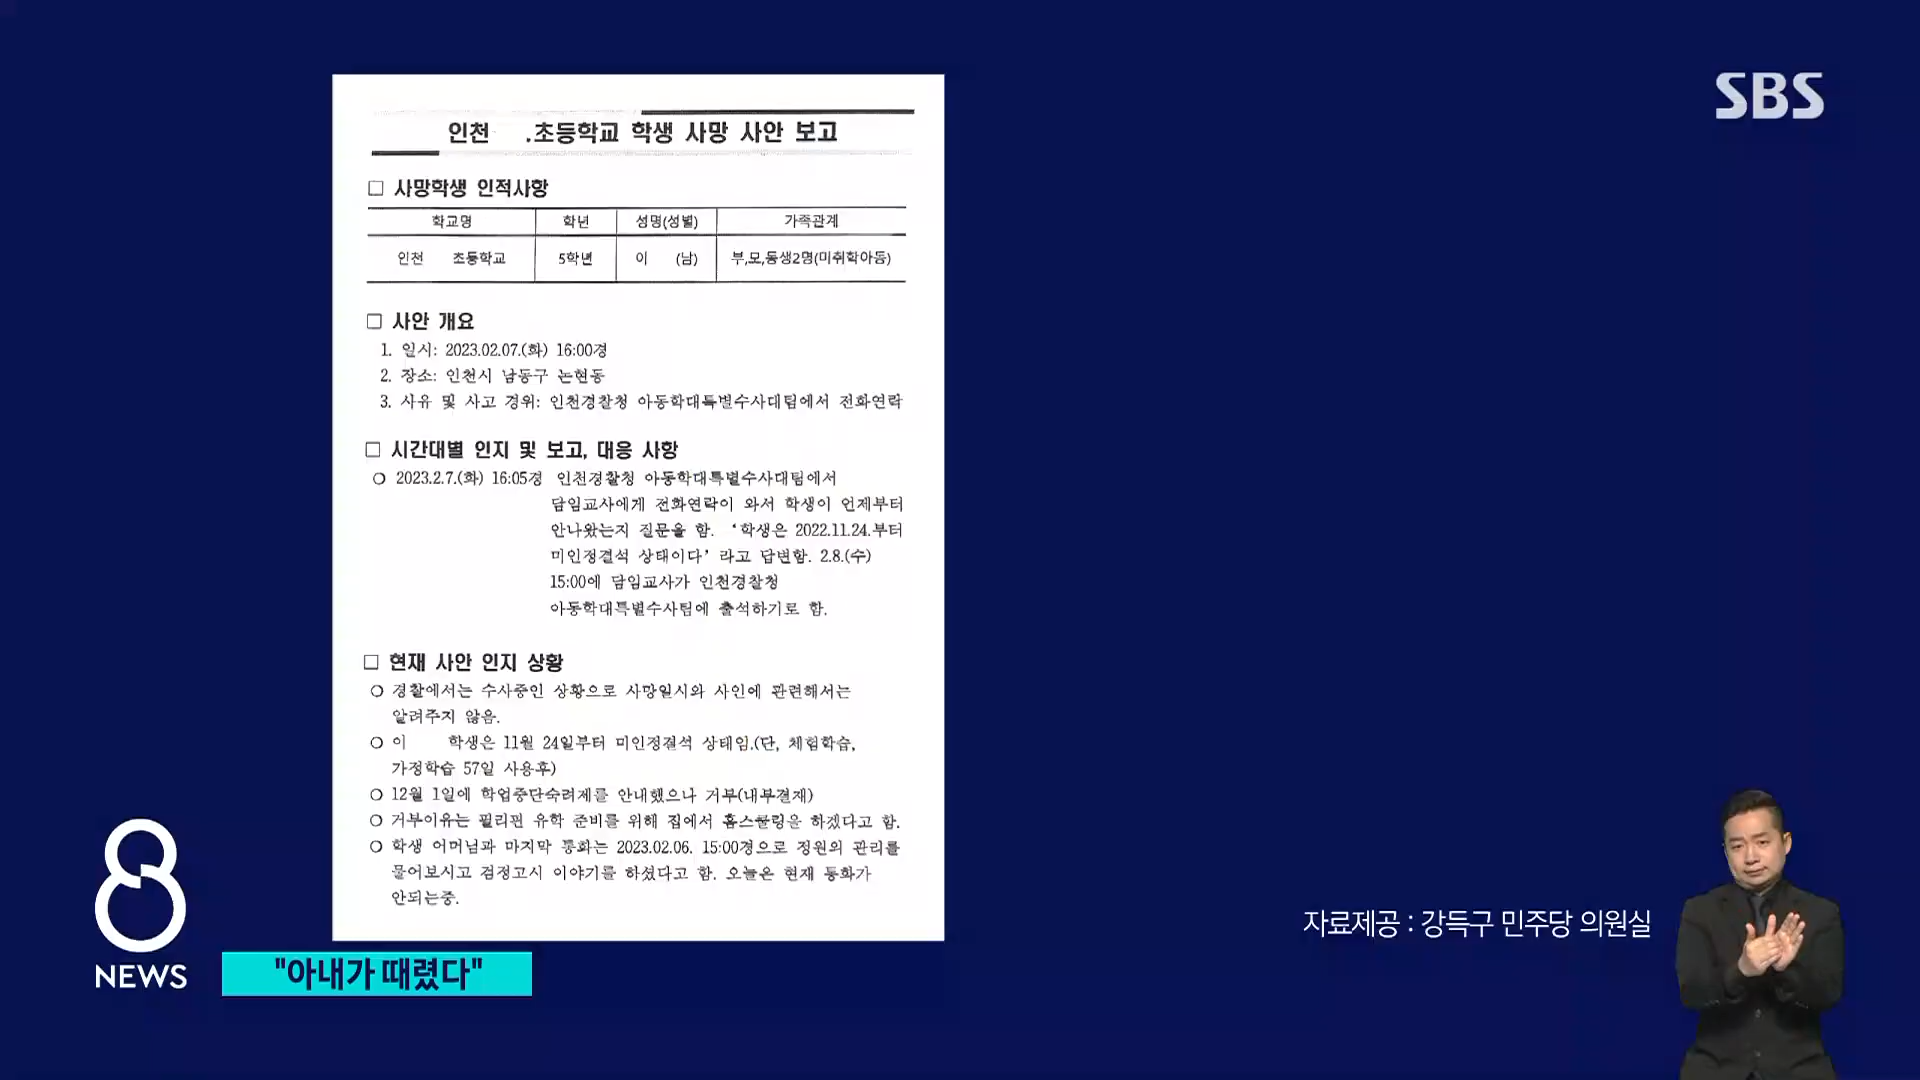 SBS
인천 .초등학교 학생 사망 사안 보고
□ 사망학생 인적사항
학교명 학년 성명(성별) 가족관계
인천 초등학교 5학년 이 (남) 부,모,동생2명(미취학아동)
□ 사안 개요
1. 일시: 2023.02.07.(화) 16:00경
2. 장소: 인천시 남동구 논현동
3. 사유 및 사고 경위: 인천경찰청 아동학대특별수사대팀에서 전화연락
□ 시간대별 인지 및 보고, 대응 사항
○ 2023.2.7.(화) 16:05경 인천경찰청 아동학대특별수사대팀에서
담임교사에게 전화연락이 와서 학생이 언제부터
안나왔는지 질문을 함. ‘학생은 2022.11.24.부터
미인정결석 상태이다’ 라고 답변함. 2.8.(수)
15:00에 담임교사가 인천경찰청
아동학대특별수사팀에 출석하기로 함.
□ 현재 사안 인지 상황
○ 경찰에서는 수사중인 상황으로 사망일시와 사인에 관련해서는
알려주지 않음.
○ 이 학생은 11월 24일부터 미인정결석 상태임.(단, 체험학습,
가정학습 57일 사용후)
○ 12월 1일에 학업중단숙려제를 안내했으나 거부(내부결재)
○ 거부이유는 필리핀 유학 준비를 위해 집에서 홈스쿨링을 하겠다고 함.
○ 학생 어머님과 마지막 통화는 2023.02.06. 15:00경으로 정원외 관리를
물어보시고 검정고시 이야기를 하셨다고 함. 오늘은 현재 통화가
안되는중.
자료제공 : 강득구 민주당 의원실
8 NEWS
"아내가 때렸다"